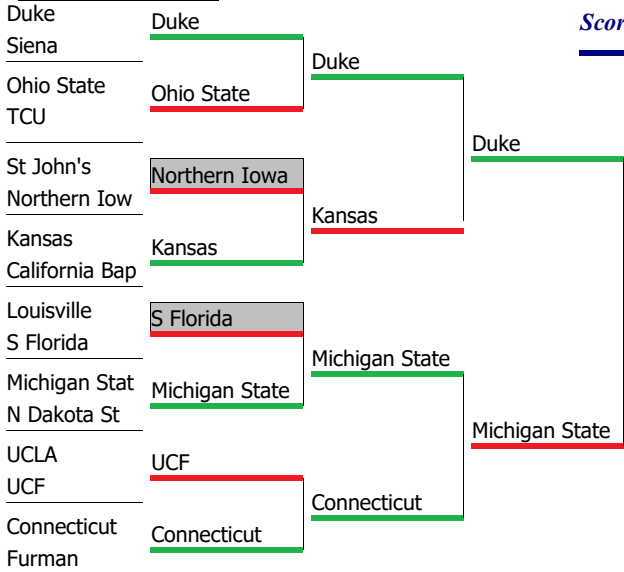 Duke
Siena
Ohio State
TCU
St John's
Northern Iow
Kansas
California Bap
Louisville
S Florida
Michigan Stat
N Dakota St
UCLA
UCF
Connecticut
Furman
Duke
Ohio State
Northern Iowa
Kansas
S Florida
Michigan State
UCF
Connecticut
Duke
Kansas
Michigan State
Connecticut
Duke
Michigan State
Scor